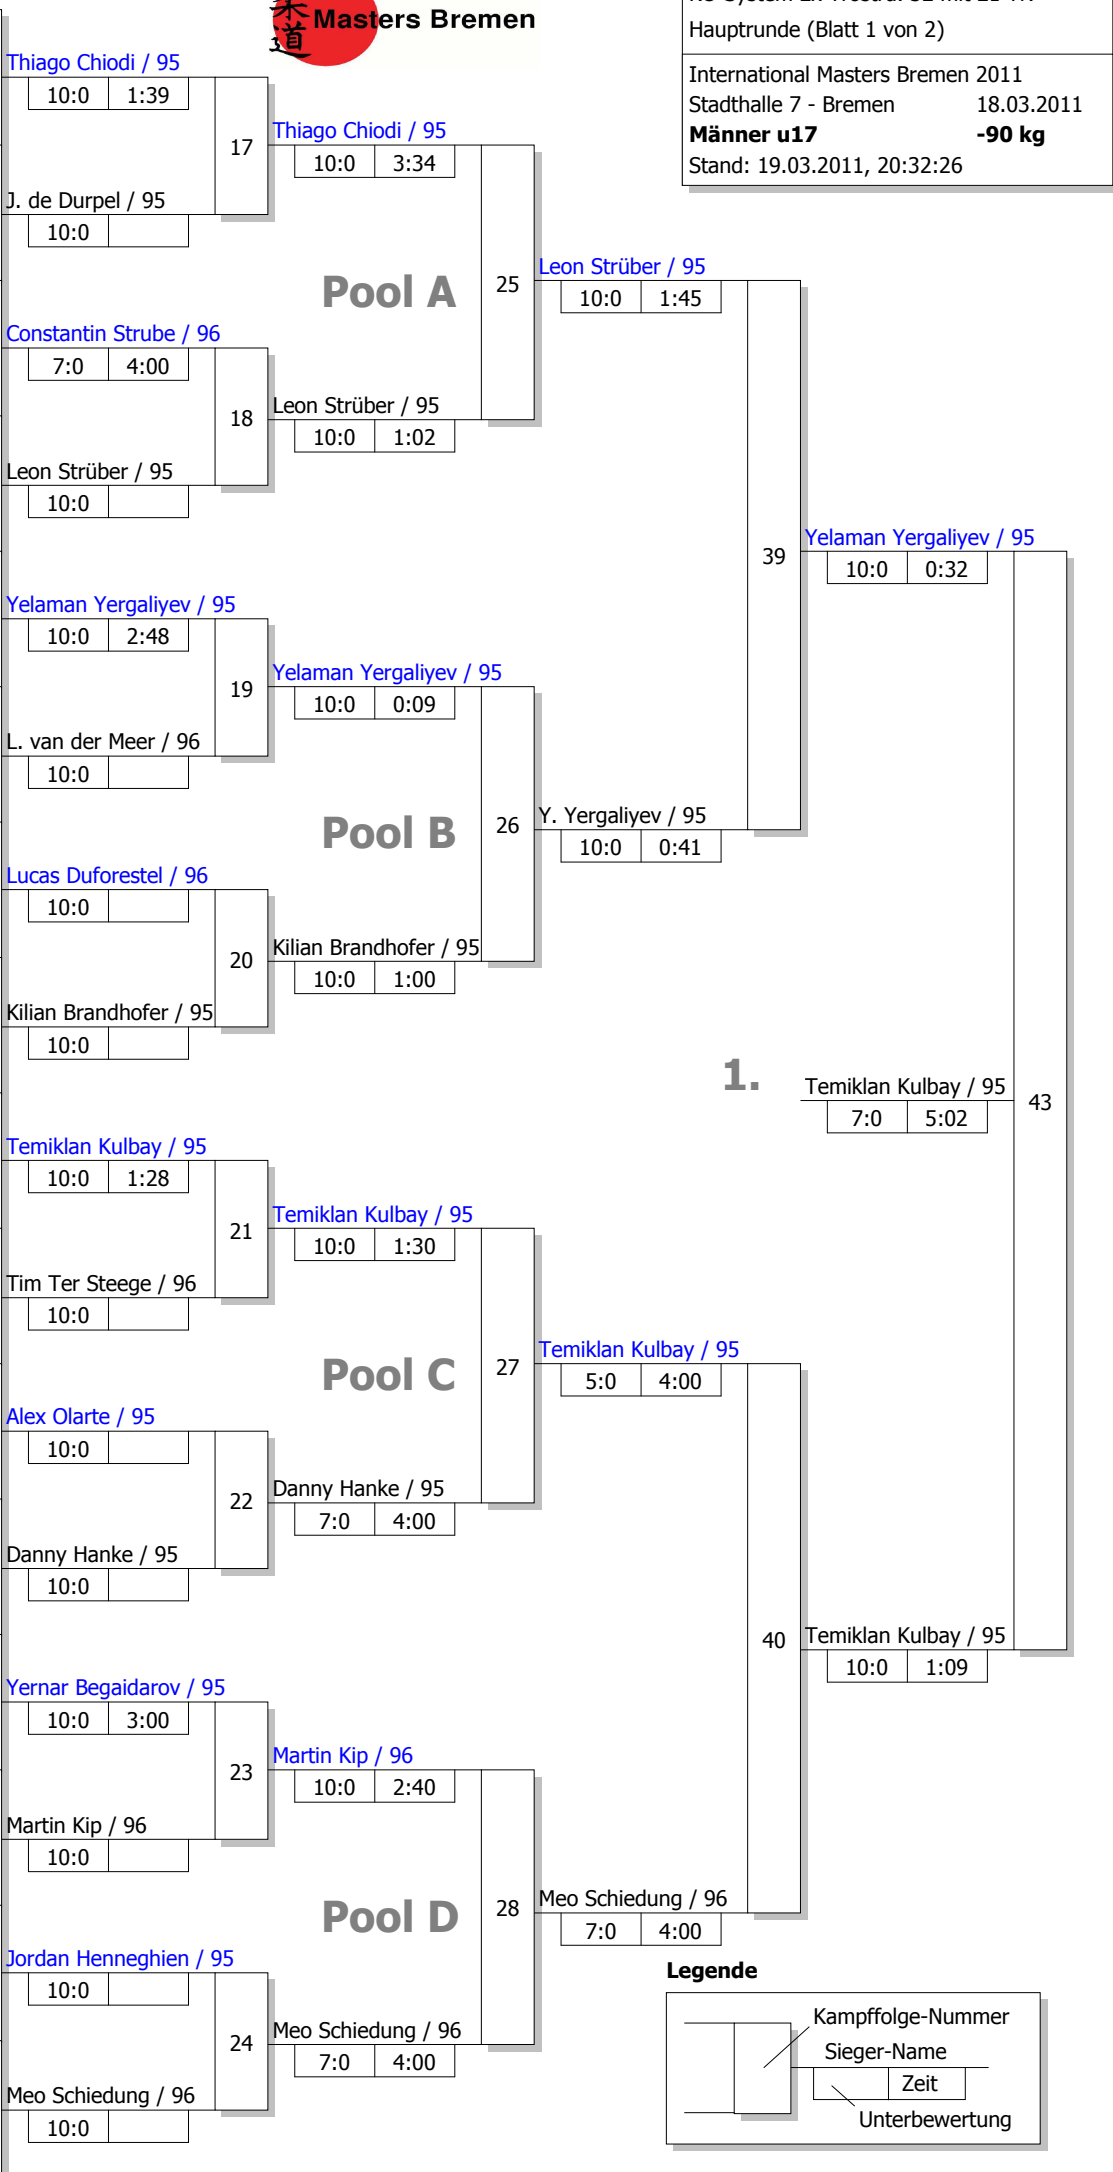 柔道 Masters Bremen
Hauptrunde (Blatt 1 von 2)
International Masters Bremen 2011
Stadthalle 7 - Bremen 18.03.2011
Männer u17 -90 kg
Stand: 19.03.2011, 20:32:26
Thiago Chiodi / 95
10:0 1:39
17
J. de Durpel / 95
10:0
Thiago Chiodi / 95
10:0 3:34
Pool A
25
Leon Strüber / 95
10:0 1:45
Constantin Strube / 96
7:0 4:00
18
Leon Strüber / 95
10:0 1:02
Leon Strüber / 95
10:0
39
Yelaman Yergaliyev / 95
10:0 0:32
Yelaman Yergaliyev / 95
10:0 2:48
19
Yelaman Yergaliyev / 95
10:0 0:09
L. van der Meer / 96
10:0
Pool B
26
Y. Yergaliyev / 95
10:0 0:41
Lucas Duforestel / 96
10:0
20
Kilian Brandhofer / 95
10:0 1:00
Kilian Brandhofer / 95
10:0
1.
Temiklan Kulbay / 95
7:0 5:02
43
Temiklan Kulbay / 95
10:0 1:28
21
Temiklan Kulbay / 95
10:0 1:30
Tim Ter Steege / 96
10:0
Pool C
27
Temiklan Kulbay / 95
5:0 4:00
Alex Olarte / 95
10:0
22
Danny Hanke / 95
7:0 4:00
Danny Hanke / 95
10:0
40
Temiklan Kulbay / 95
10:0 1:09
Yernar Begaidarov / 95
10:0 3:00
23
Martin Kip / 96
10:0 2:40
Martin Kip / 96
10:0
Pool D
28
Meo Schiedung / 96
7:0 4:00
Jordan Henneghien / 95
10:0
24
Meo Schiedung / 96
7:0 4:00
Meo Schiedung / 96
10:0
Legende
Kampffolge-Nummer
Sieger-Name
Zeit
Unterbewertung